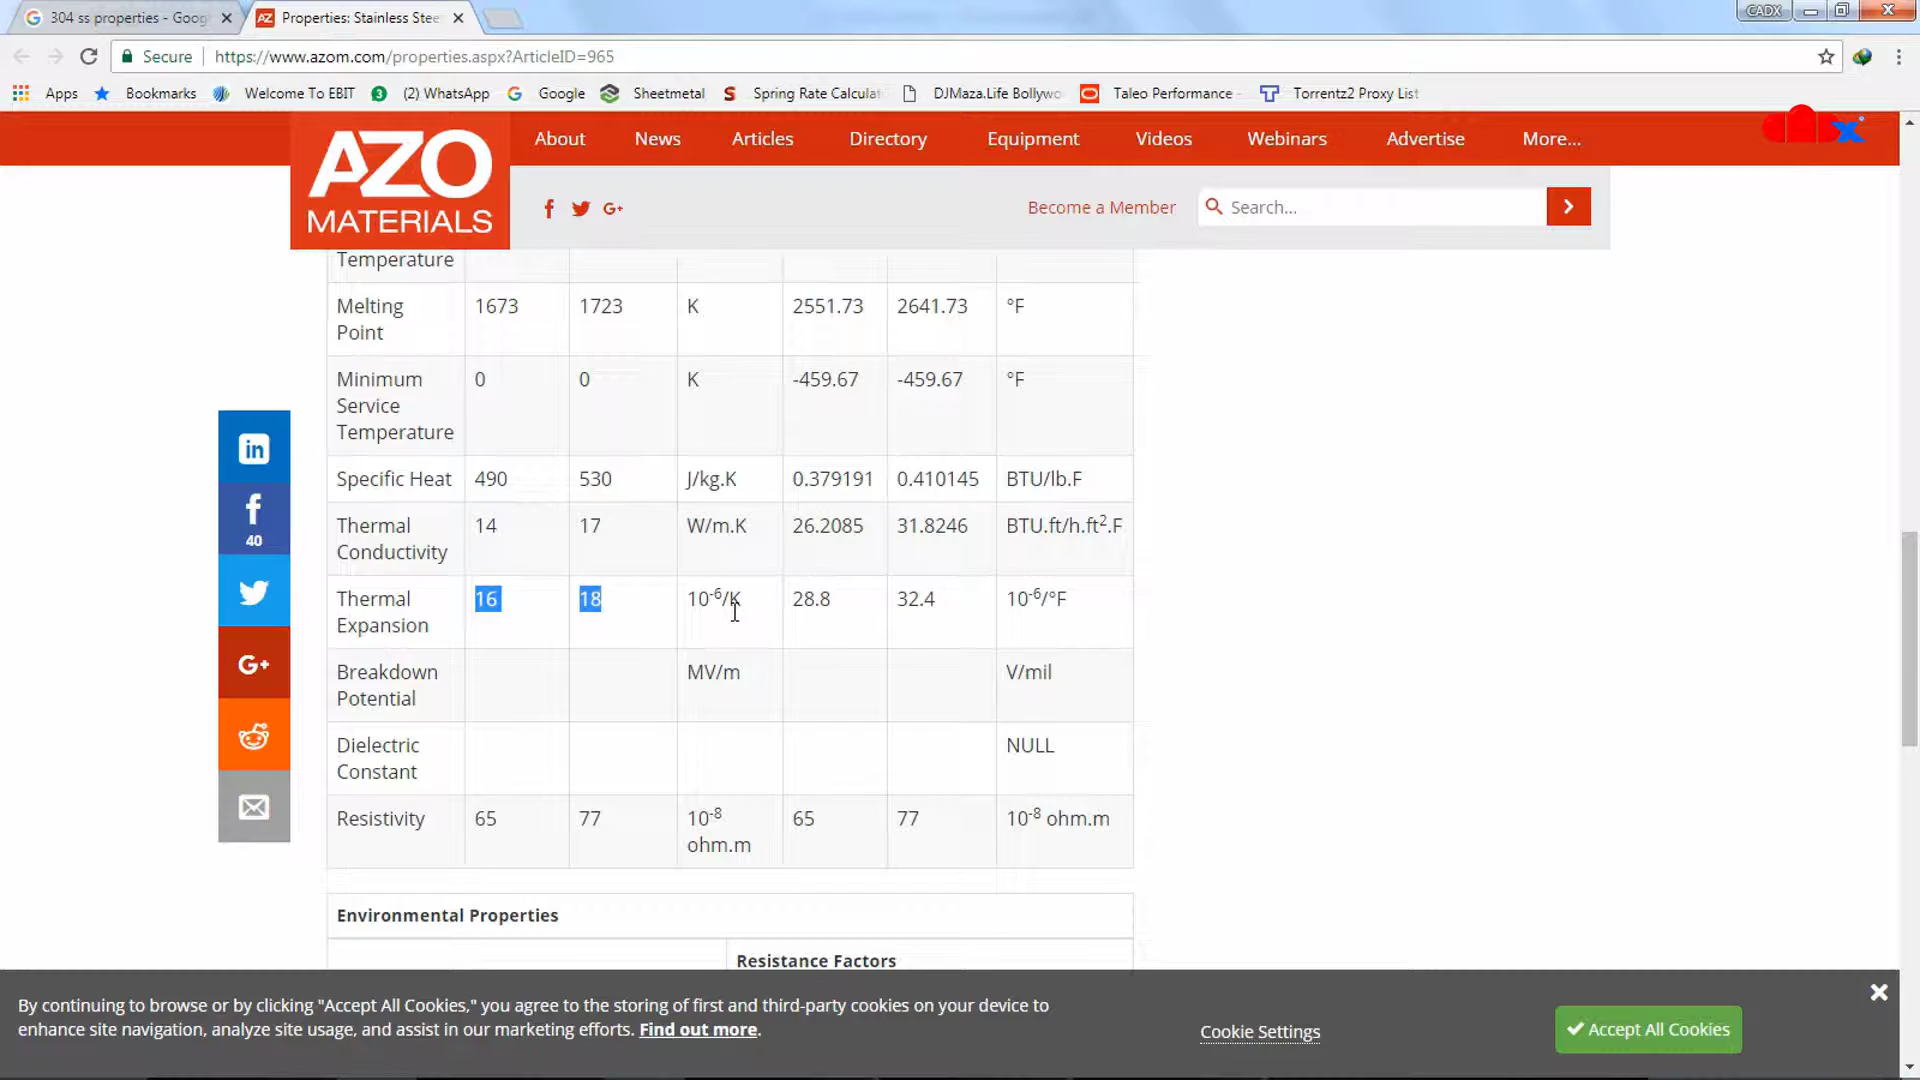 304 ss properties - Goog
Properties: Stainless Stee
CADX
Secure https://www.azom.com/properties.aspx?ArticleID=965
Apps Bookmarks Welcome To EBIT 3 (2) WhatsApp Google Sheetmetal S Spring Rate Calculat DJMaza.Life Bollywo Taleo Performance - Torrentz2 Proxy List
AZO
MATERIALS
About News Articles Directory Equipment Videos Webinars Advertise More...
Become a Member Search...
Temperature
Melting Point 1673 1723 K 2551.73 2641.73 °F
Minimum Service Temperature 0 0 K -459.67 -459.67 °F
Specific Heat 490 530 J/kg.K 0.379191 0.410145 BTU/lb.F
Thermal Conductivity 14 17 W/m.K 26.2085 31.8246 BTU.ft/h.ft².F
Thermal Expansion 16 18 10⁻⁶/K 28.8 32.4 10⁻⁶/°F
Breakdown Potential MV/m V/mil
Dielectric Constant NULL
Resistivity 65 77 10⁻⁸ ohm.m 65 77 10⁻⁸ ohm.m
40
Environmental Properties
Resistance Factors
By continuing to browse or by clicking "Accept All Cookies," you agree to the storing of first and third-party cookies on your device to
enhance site navigation, analyze site usage, and assist in our marketing efforts. Find out more.
Cookie Settings
Accept All Cookies